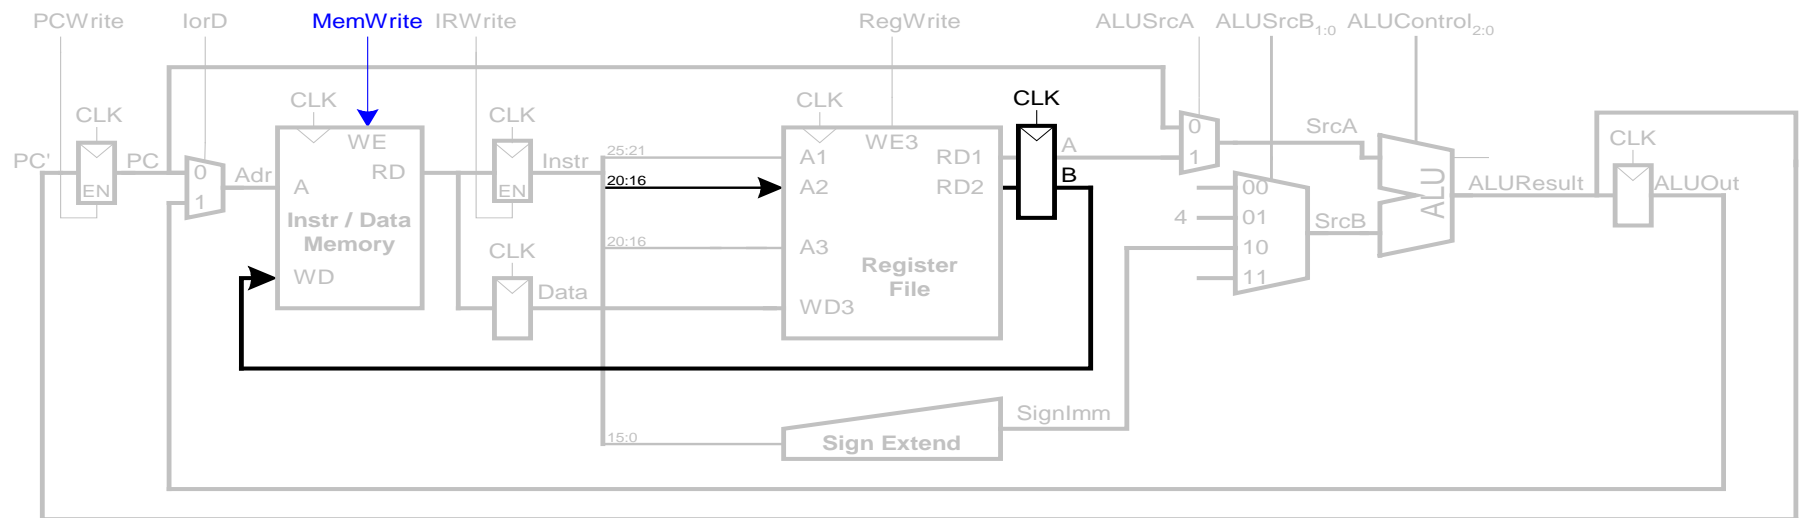 PCWrite IorD MemWrite IRWrite RegWrite ALUSrcA ALUSrcB1:0 ALUControl2:0
CLK CLK CLK CLK CLK CLK
PC' PC EN
0 1 Adr
WE
A RD
Instr / Data
Memory
WD
EN Instr
CLK
Data
25:21
20:16
20:16
15:0
WE3
A1 RD1
A2 RD2
A3
Register
File
WD3
A
B
Sign Extend
SignImm
0
1
SrcA
00
4 01
10
11
SrcB
ALU
ALUResult
ALUOut